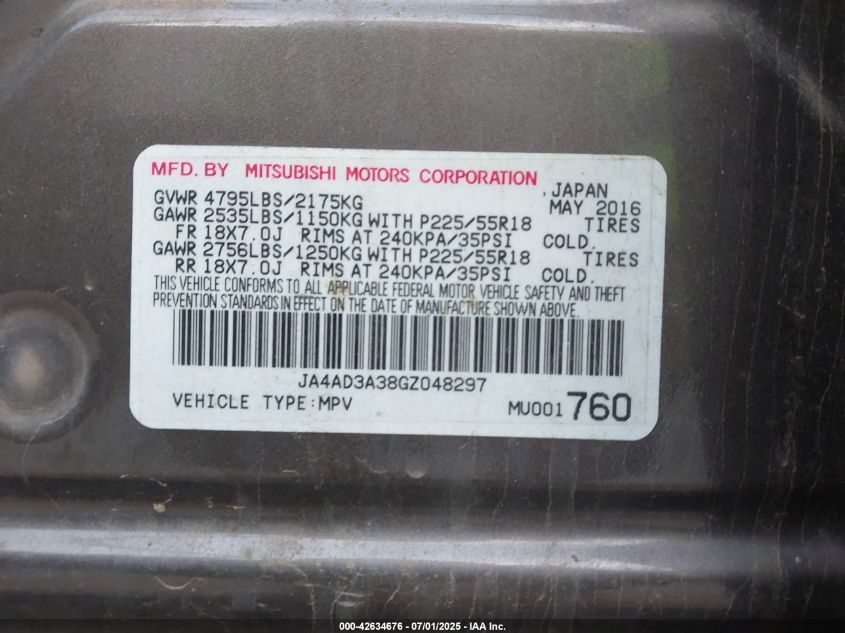 MFD. BY MITSUBISHI MOTORS CORPORATION
, JAPAN
GVWR 4795LBS/2175KG MAY 2016
GAWR 2535LBS/1150KG WITH P225/55R18 TIRES
FR 18X7.0J RIMS AT 240KPA/35PSI COLD.
GAWR 2756LBS/1250KG WITH P225/55R18 TIRES
RR 18X7.0J RIMS AT 240KPA/35PSI COLD.
THIS VEHICLE CONFORMS TO ALL APPLICABLE FEDERAL MOTOR VEHICLE SAFETY AND THEFT
PREVENTION STANDARDS IN EFFECT ON THE DATE OF MANUFACTURE SHOWN ABOVE.
JA4AD3A38GZ048297
VEHICLE TYPE:MPV MU001760
000-42634676 - 07/01/2025 - IAA Inc.